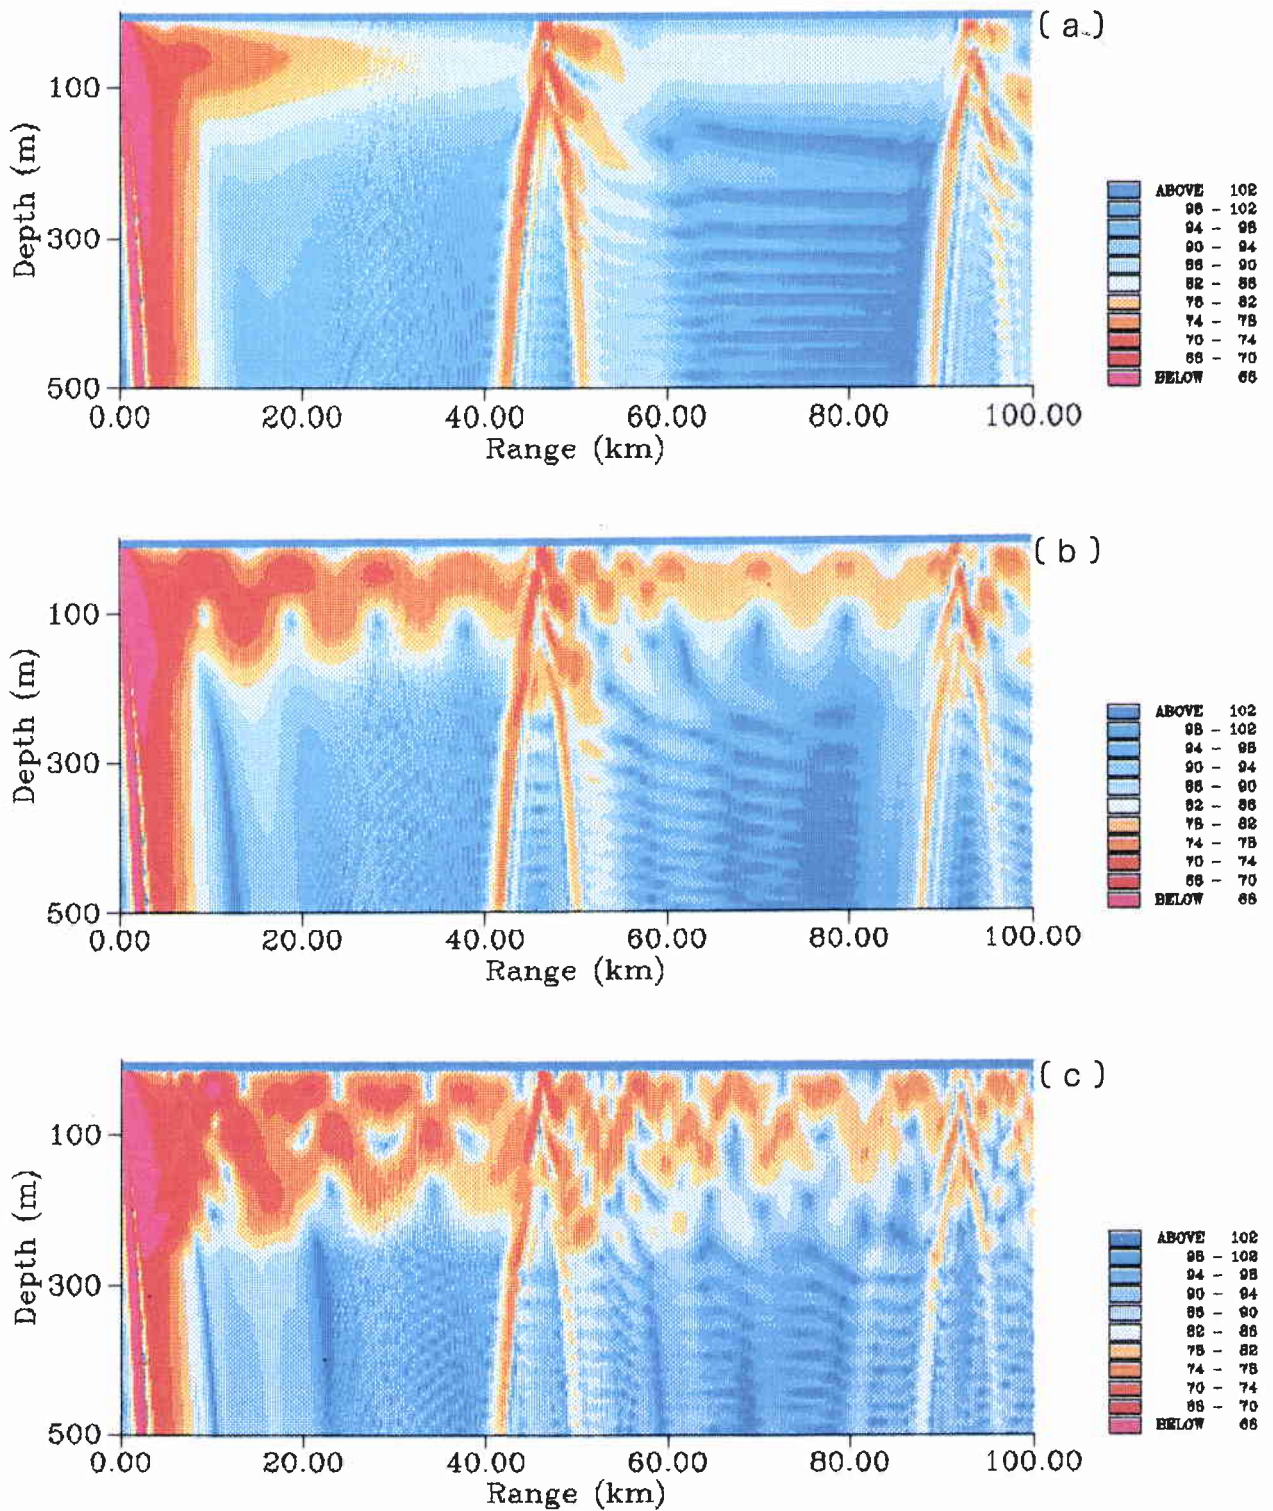 ( a )
100
300
500
Depth (m)
0.00 20.00 40.00 60.00 80.00 100.00
Range (km)
ABOVE 102
98 - 102
94 - 98
90 - 94
86 - 90
82 - 86
78 - 82
74 - 78
70 - 74
66 - 70
BELOW 66
( b )
100
300
500
Depth (m)
0.00 20.00 40.00 60.00 80.00 100.00
Range (km)
ABOVE 102
98 - 102
94 - 98
90 - 94
86 - 90
82 - 86
78 - 82
74 - 78
70 - 74
66 - 70
BELOW 66
( c )
100
300
500
Depth (m)
0.00 20.00 40.00 60.00 80.00 100.00
Range (km)
ABOVE 102
98 - 102
94 - 98
90 - 94
86 - 90
82 - 86
78 - 82
74 - 78
70 - 74
66 - 70
BELOW 66